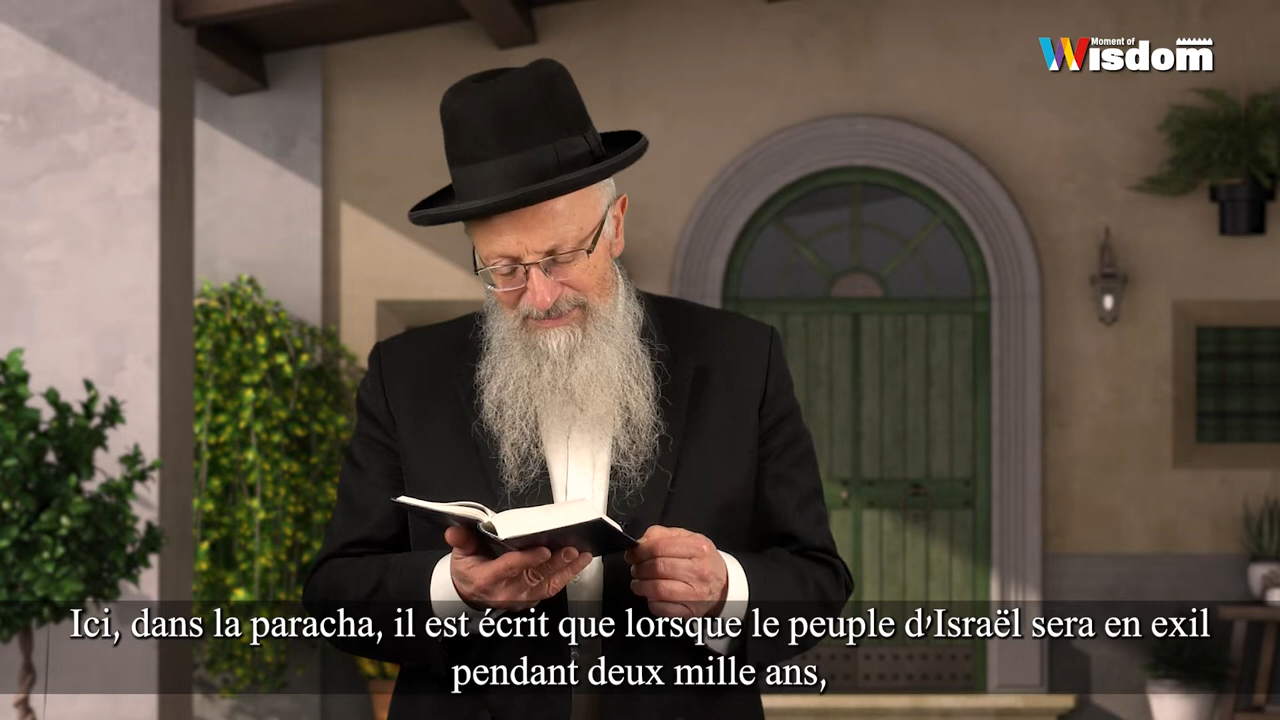 Moment of
Wisdom
Ici, dans la paracha, il est écrit que lorsque le peuple d'Israël sera en exil
pendant deux mille ans,